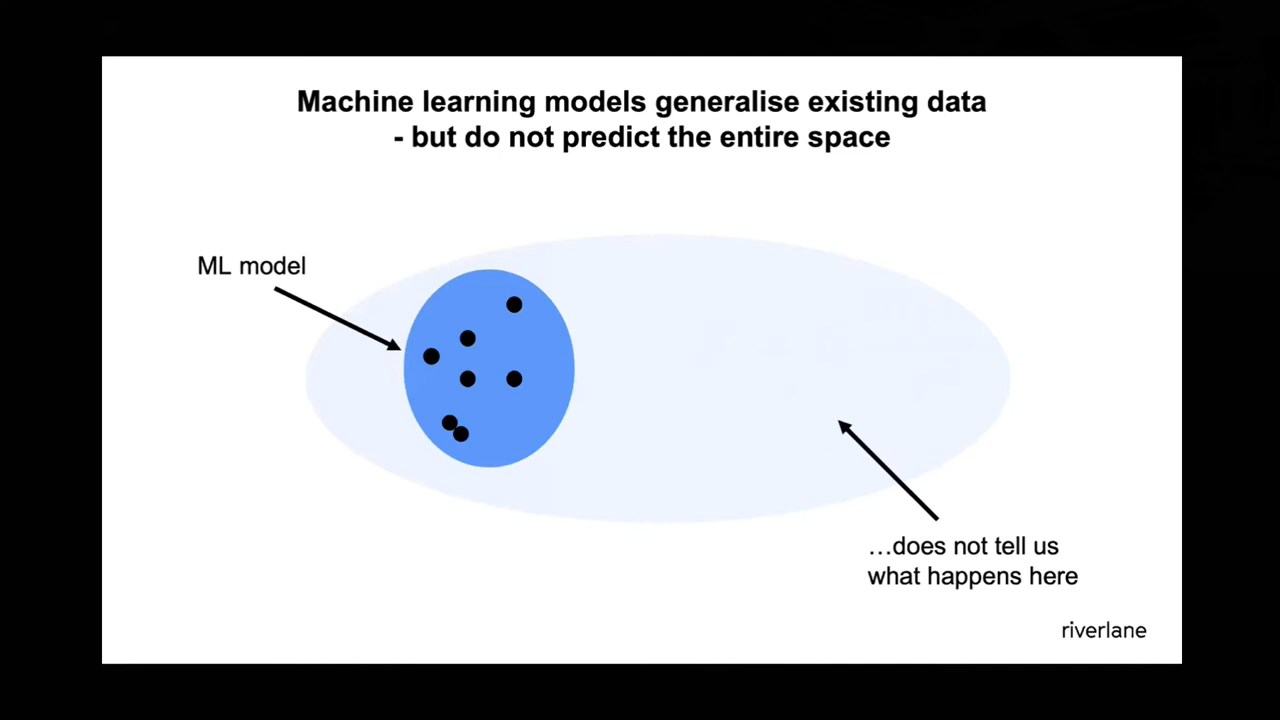 Machine learning models generalise existing data
- but do not predict the entire space
ML model
…does not tell us
what happens here
riverlane